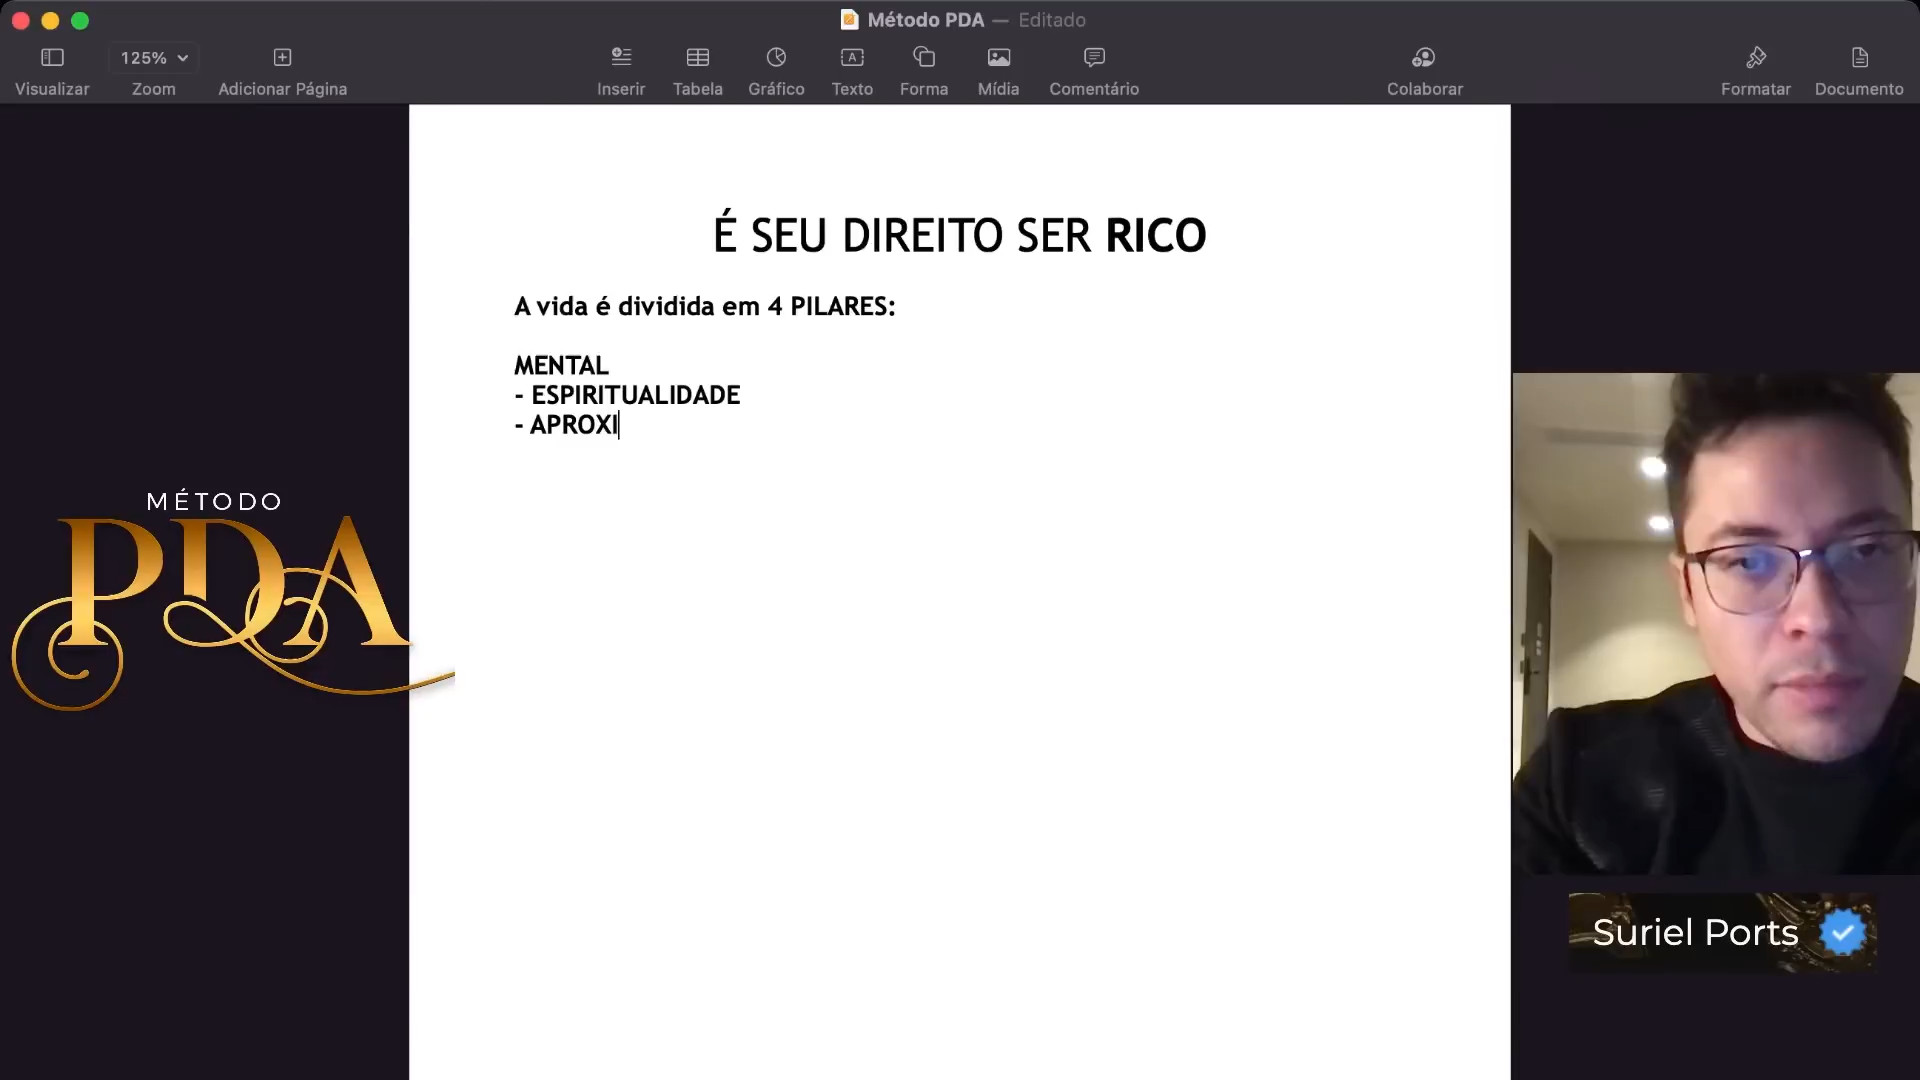 Método PDA — Editado
125%
Visualizar Zoom Adicionar Página Inserir Tabela Gráfico Texto Forma Mídia Comentário Colaborar Formatar Documento
É SEU DIREITO SER RICO
A vida é dividida em 4 PILARES:
MENTAL
- ESPIRITUALIDADE
- APROXI
MÉTODO
PDA
Suriel Ports